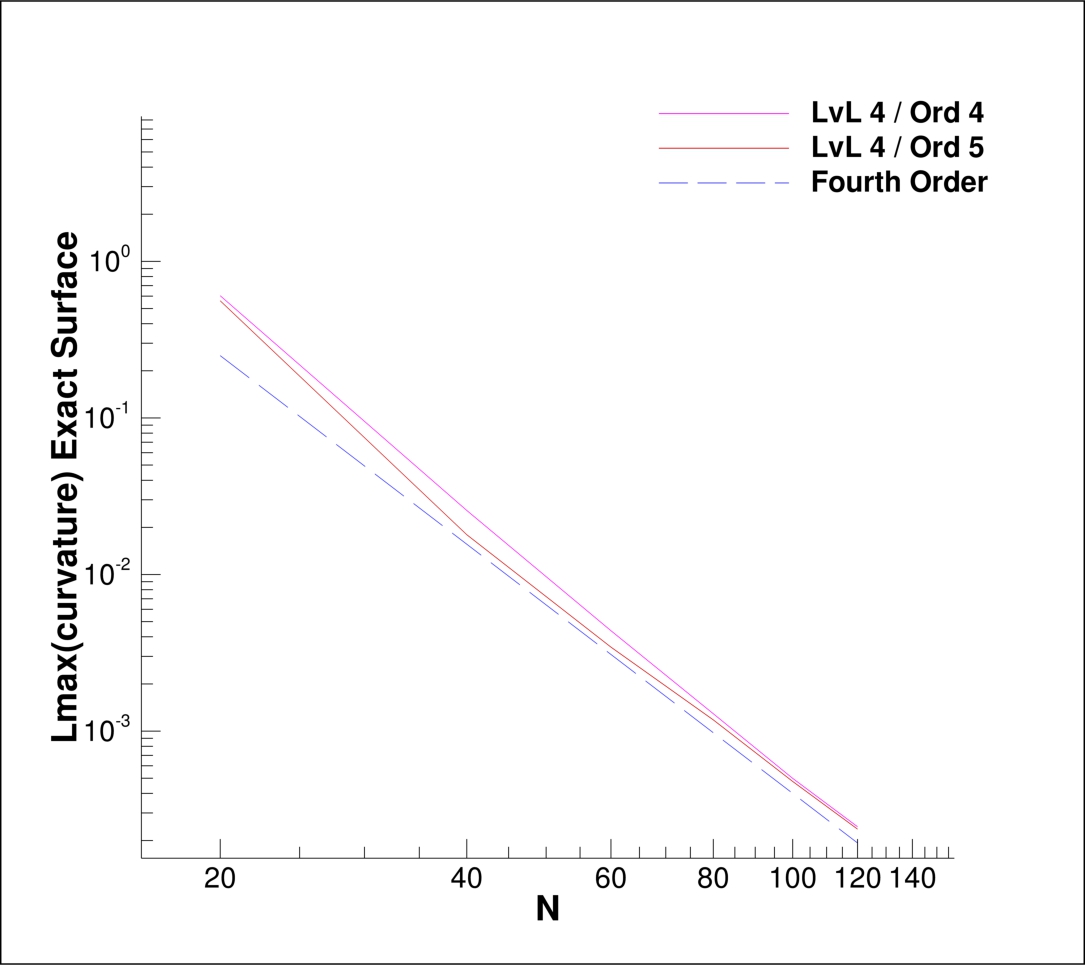 LvL 4 / Ord 4
LvL 4 / Ord 5
Fourth Order
Lmax(curvature) Exact Surface
10⁰
10⁻¹
10⁻²
10⁻³
20 40 60 80 100 120 140
N